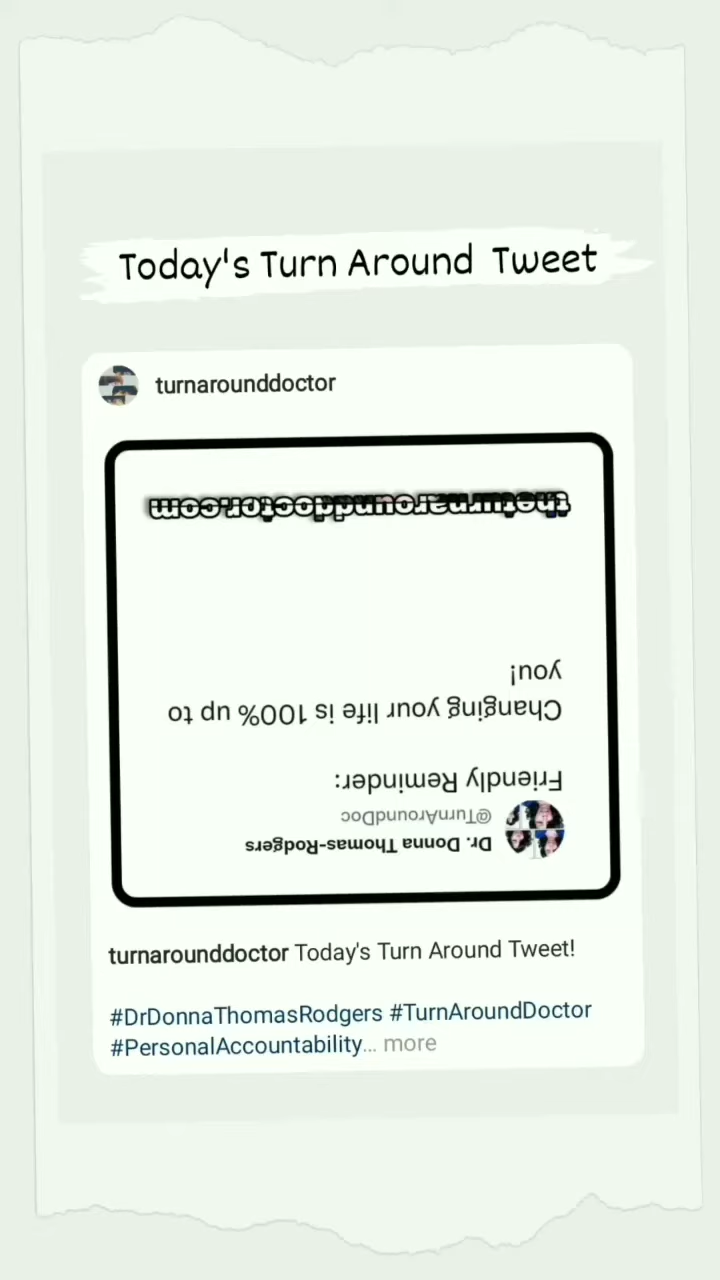 Today's Turn Around Tweet
turnarounddoctor
Dr. Donna Thomas-Rodgers
@TurnAroundDoc
Friendly Reminder:
Changing your life is 100% up to
you!
theturnarounddoctor.com
turnarounddoctor Today's Turn Around Tweet!
#DrDonnaThomasRodgers #TurnAroundDoctor
#PersonalAccountability... more